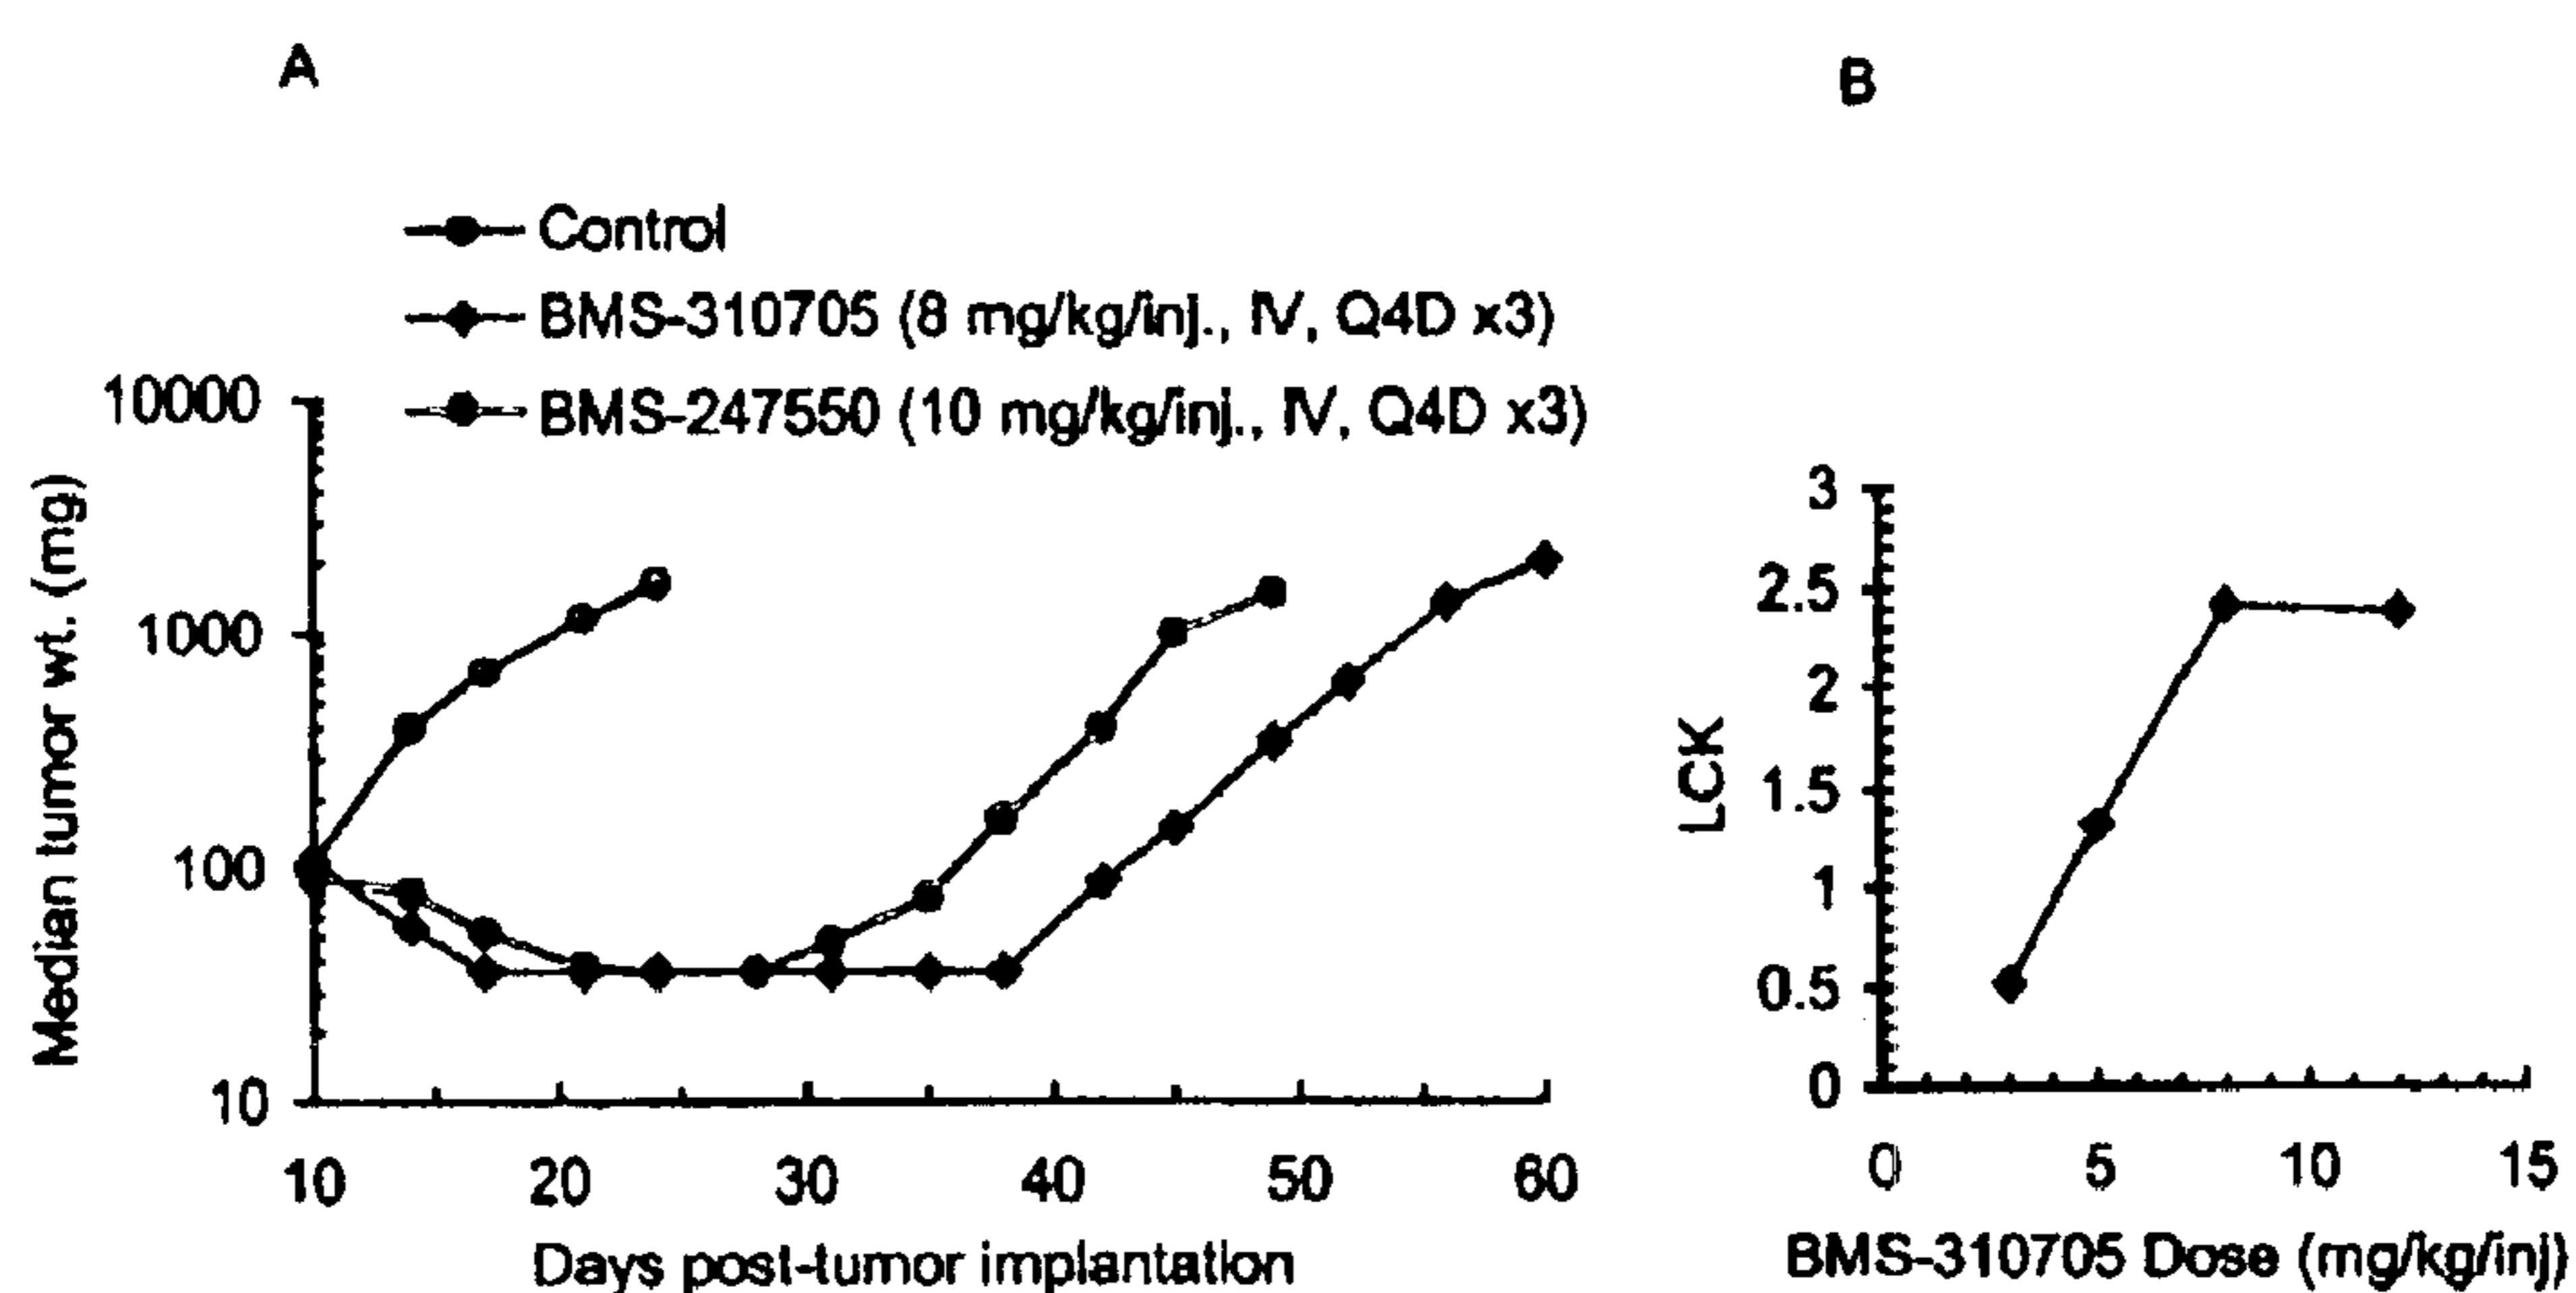 A
Control
BMS-310705 (8 mg/kg/inj., IV, Q4D x3)
BMS-247550 (10 mg/kg/inj., IV, Q4D x3)
10000
1000
100
10
Median tumor wt. (mg)
10 20 30 40 50 60
Days post-tumor implantation
B
3
2.5
2
1.5
1
0.5
0
LCK
0 5 10 15
BMS-310705 Dose (mg/kg/inj)